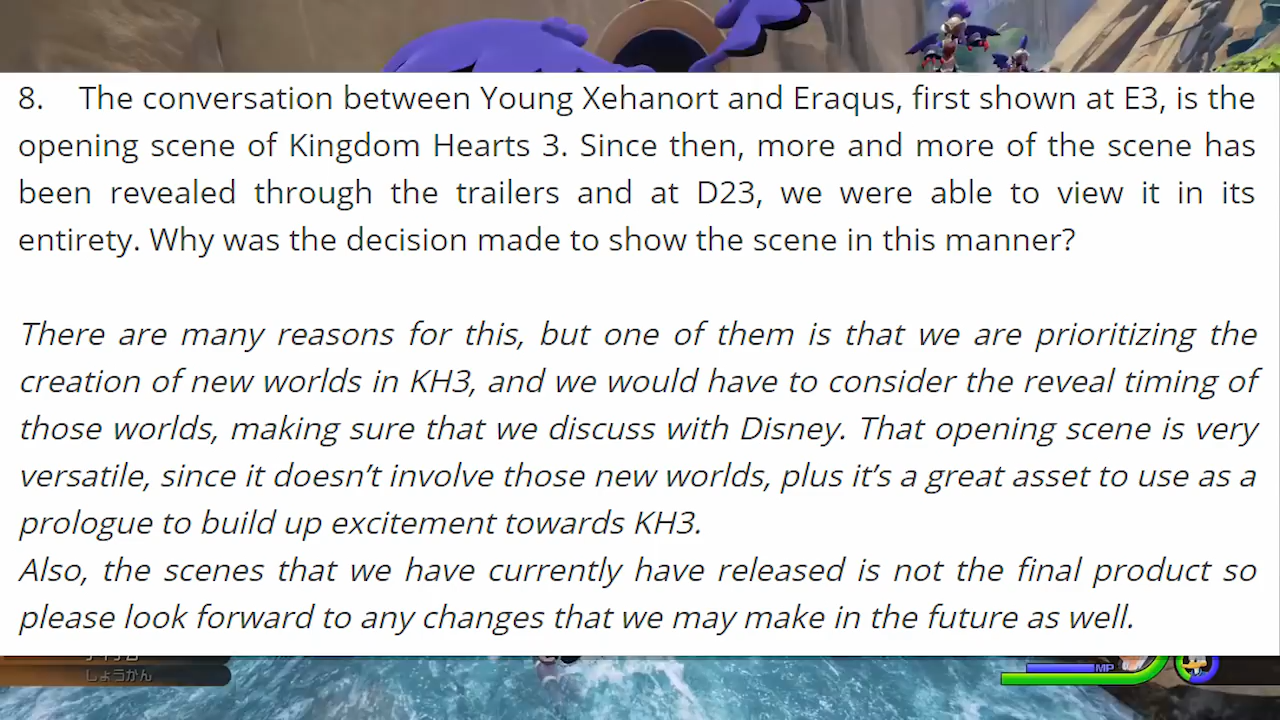 8. The conversation between Young Xehanort and Eraqus, first shown at E3, is the
opening scene of Kingdom Hearts 3. Since then, more and more of the scene has
been revealed through the trailers and at D23, we were able to view it in its
entirety. Why was the decision made to show the scene in this manner?
There are many reasons for this, but one of them is that we are prioritizing the
creation of new worlds in KH3, and we would have to consider the reveal timing of
those worlds, making sure that we discuss with Disney. That opening scene is very
versatile, since it doesn't involve those new worlds, plus it's a great asset to use as a
prologue to build up excitement towards KH3.
Also, the scenes that we have currently have released is not the final product so
please look forward to any changes that we may make in the future as well.
しょうかん
MP